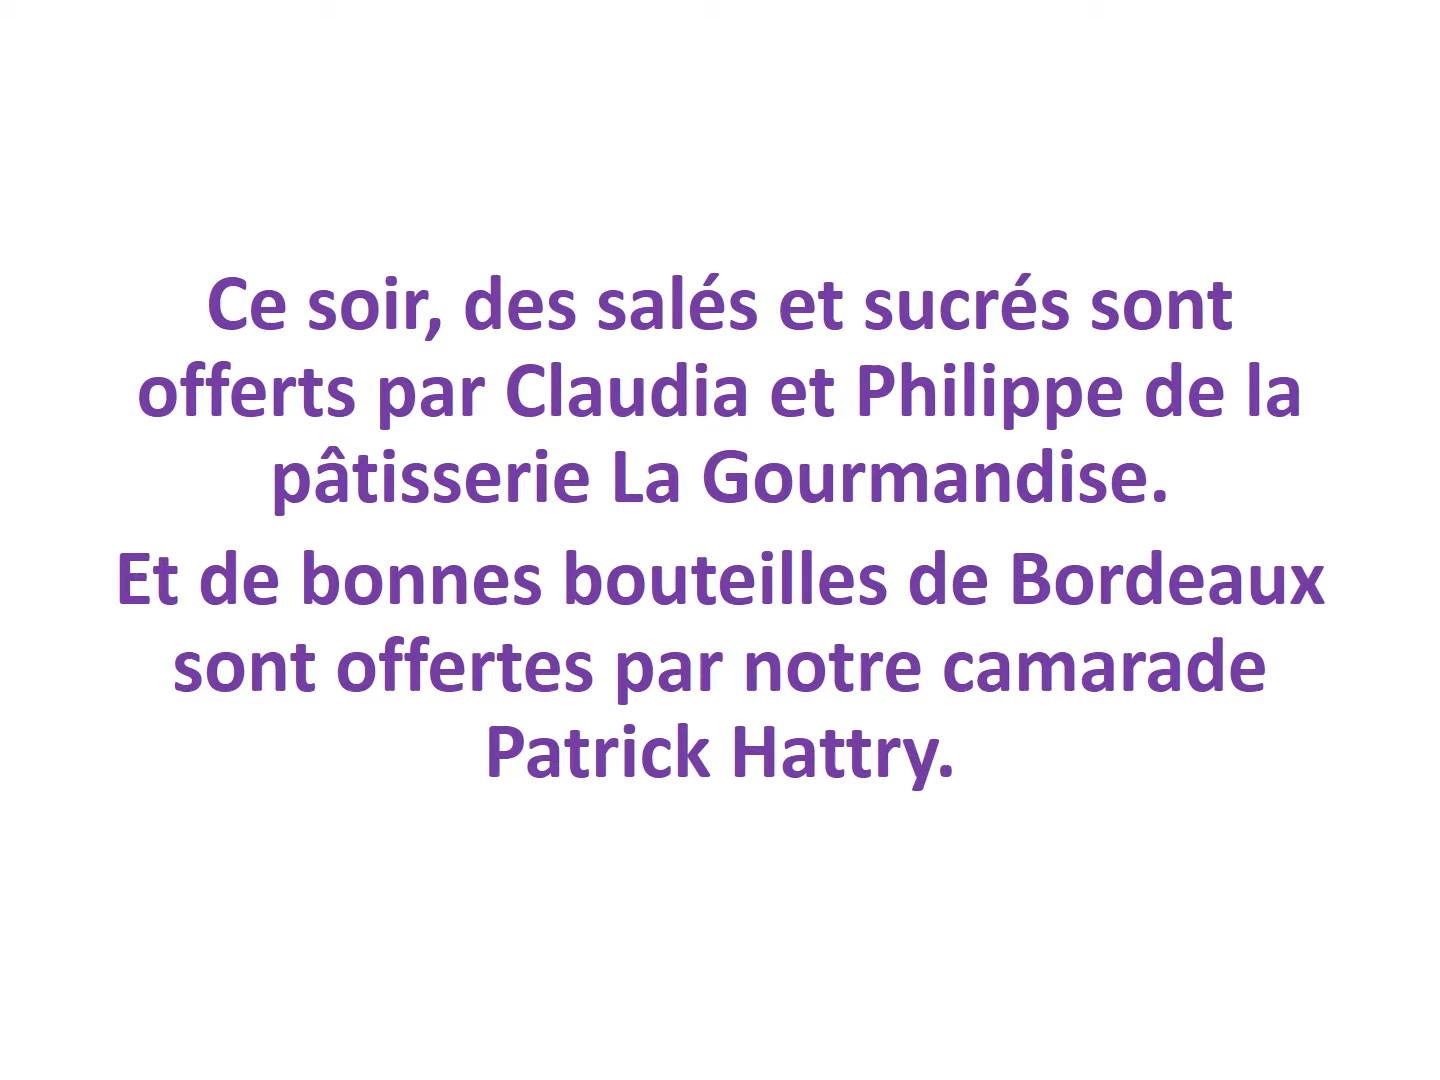 Ce soir, des salés et sucrés sont
offerts par Claudia et Philippe de la
pâtisserie La Gourmandise.
Et de bonnes bouteilles de Bordeaux
sont offertes par notre camarade
Patrick Hattry.